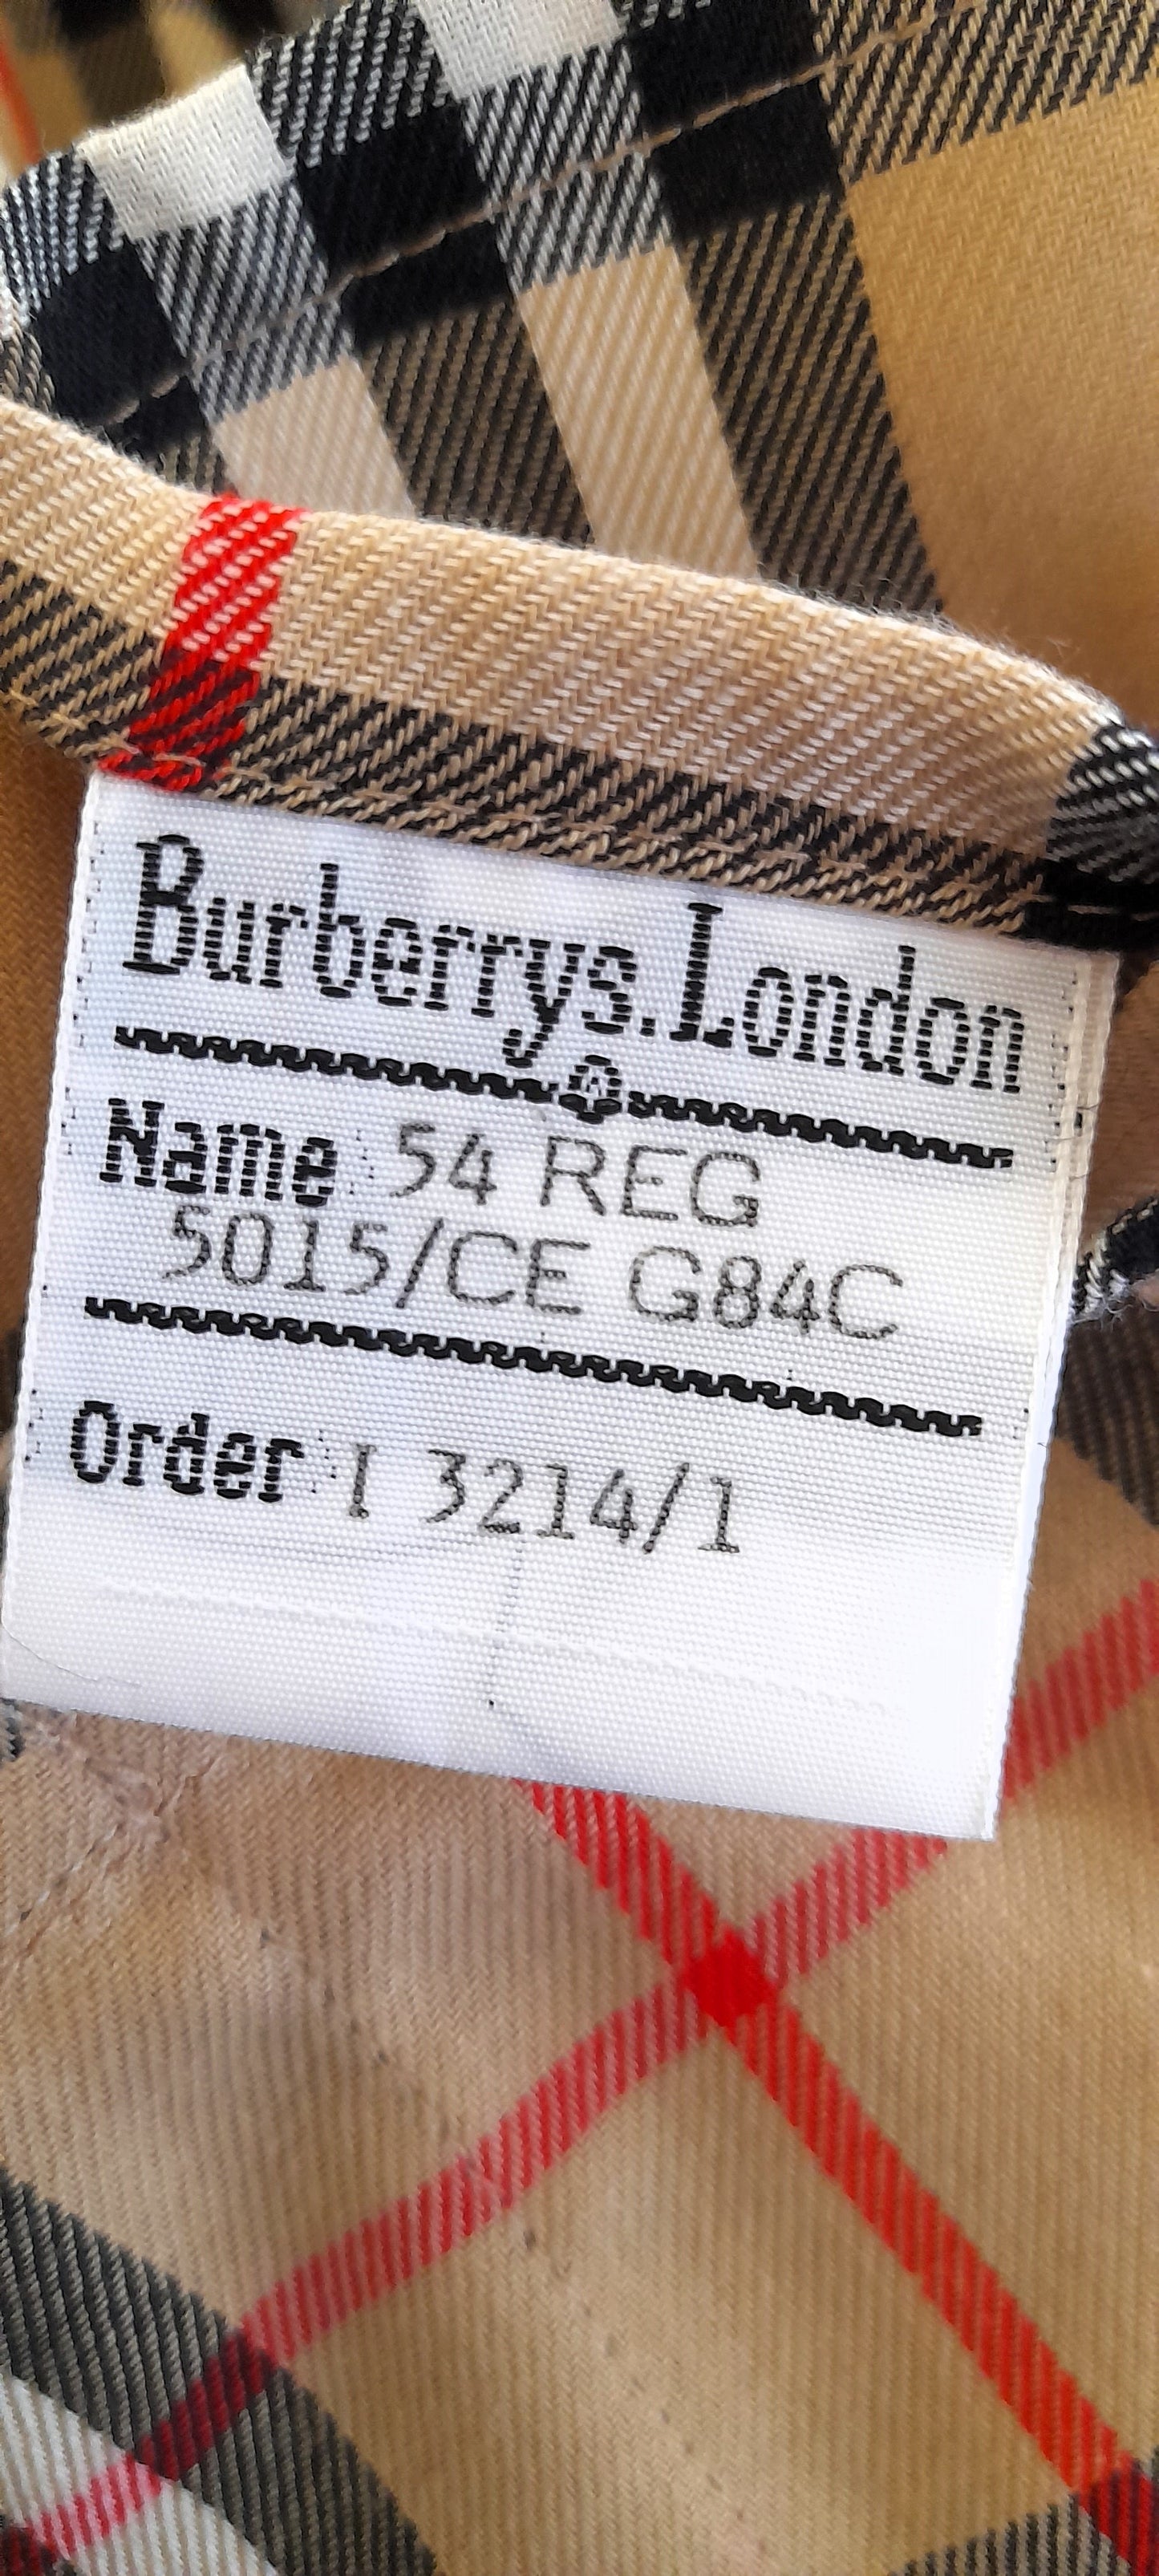 Burberrys.London
Name 54 REG
5015/CE G84C
Order I 3214/1